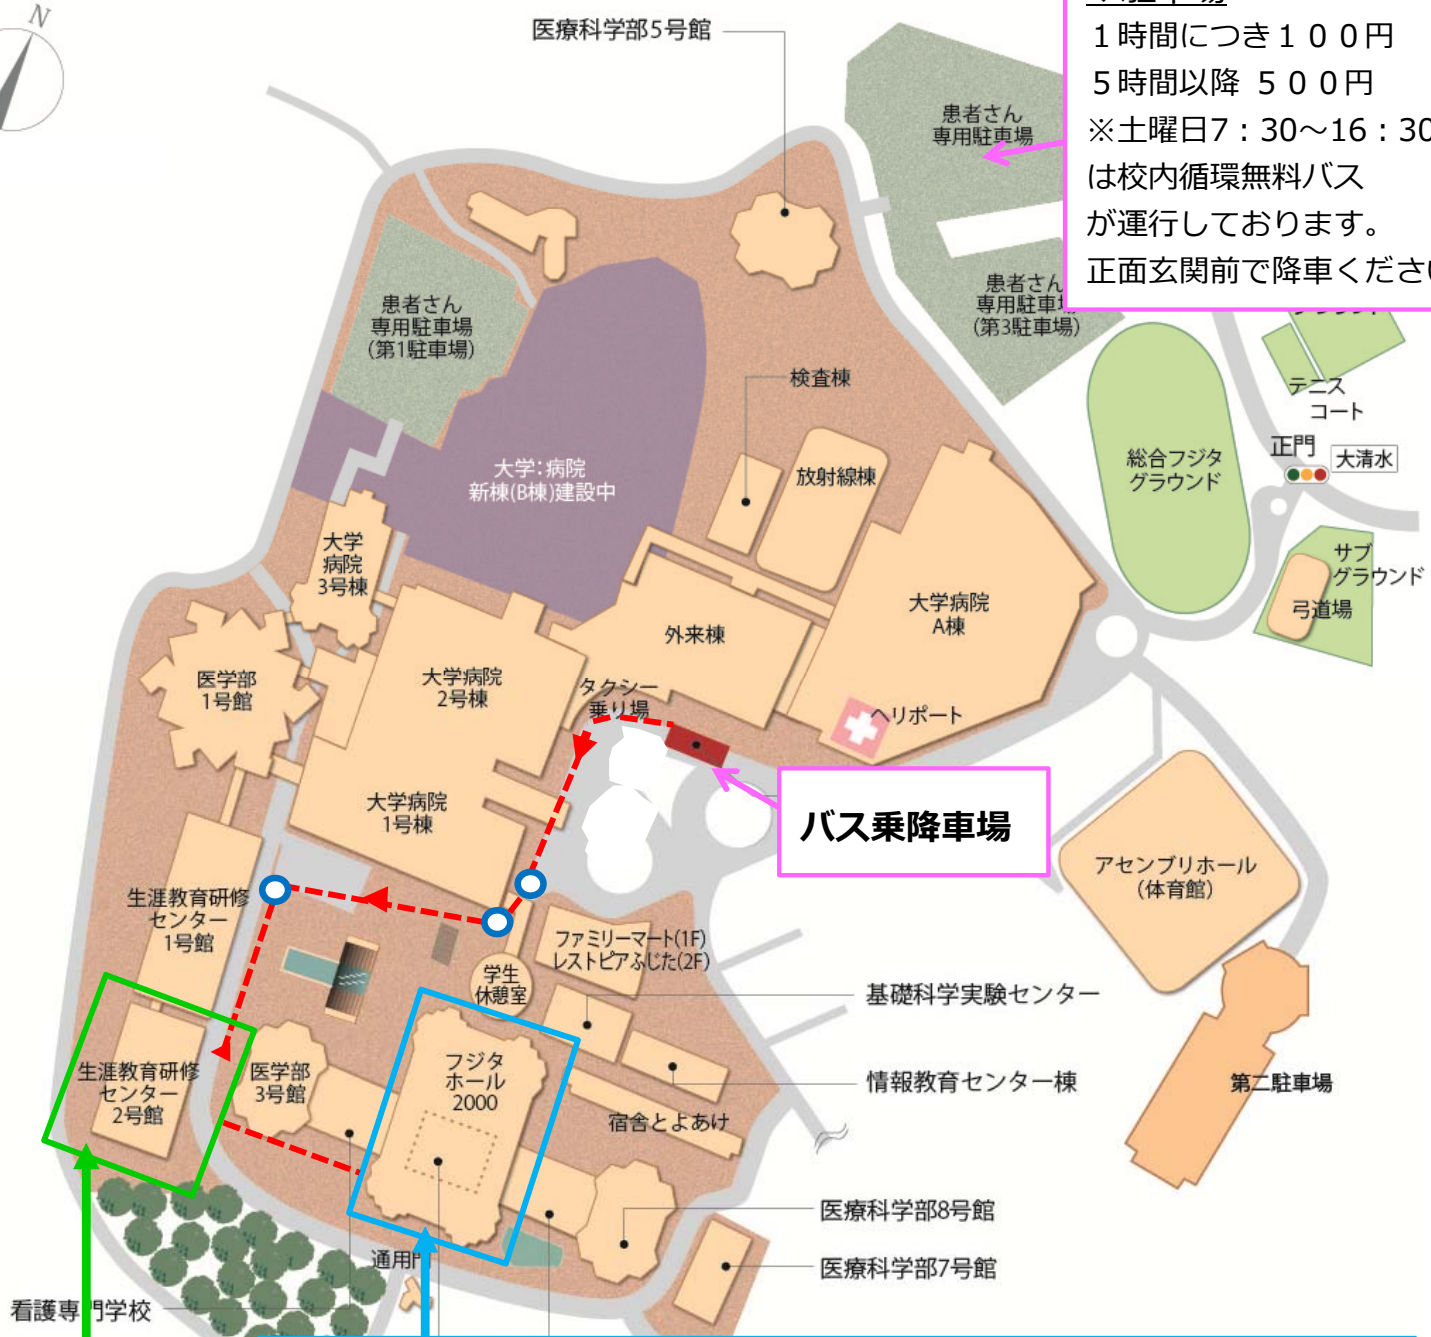 N
医療科学部5号館
１時間につき１００円
５時間以降 ５００円
※土曜日7：30～16：30
は校内循環無料バス
が運行しております。
正面玄関前で降車くださ
患者さん
専用駐車場
患者さん
専用駐車場
(第3駐車場)
患者さん
専用駐車場
(第1駐車場)
テニス
コート
検査棟
正門
大清水
総合フジタ
グラウンド
放射線棟
大学:病院
新棟(B棟)建設中
大学
病院
3号棟
サブ
グラウンド
弓道場
大学病院
A棟
外来棟
医学部
1号館
大学病院
2号棟
タクシー
乗り場
ヘリポート
大学病院
1号棟
バス乗降車場
アセンブリホール
(体育館)
生涯教育研修
センター
1号館
ファミリーマート(1F)
レストピアふじた(2F)
学生
休憩室
基礎科学実験センター
生涯教育研修
センター
2号館
医学部
3号館
フジタ
ホール
2000
情報教育センター棟
第二駐車場
宿舎とよあけ
医療科学部8号館
通用門
医療科学部7号館
看護専門学校